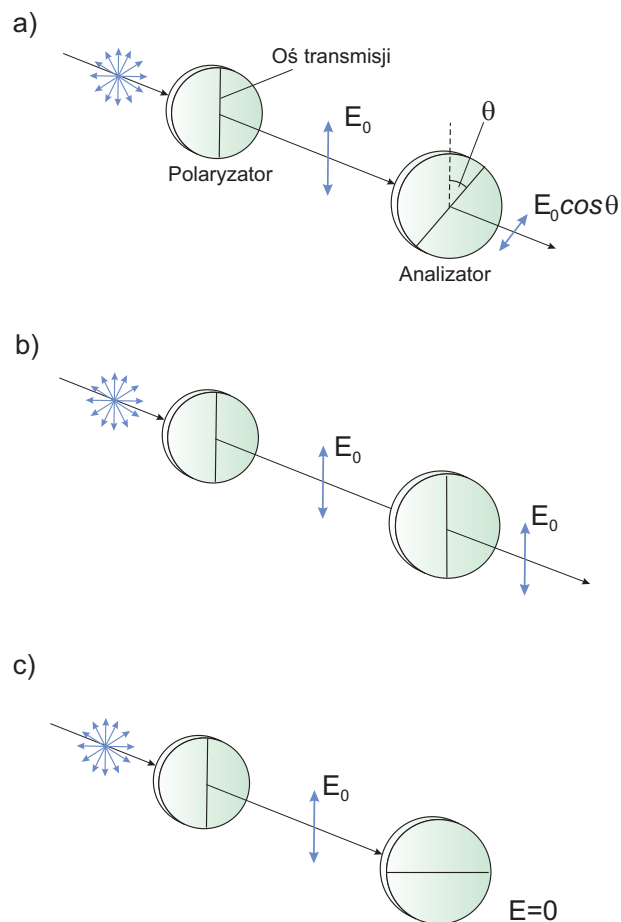 a)
Oś transmisji
E₀
θ
Polaryzator
E₀cosθ
Analizator
b)
E₀
E₀
c)
E₀
E=0